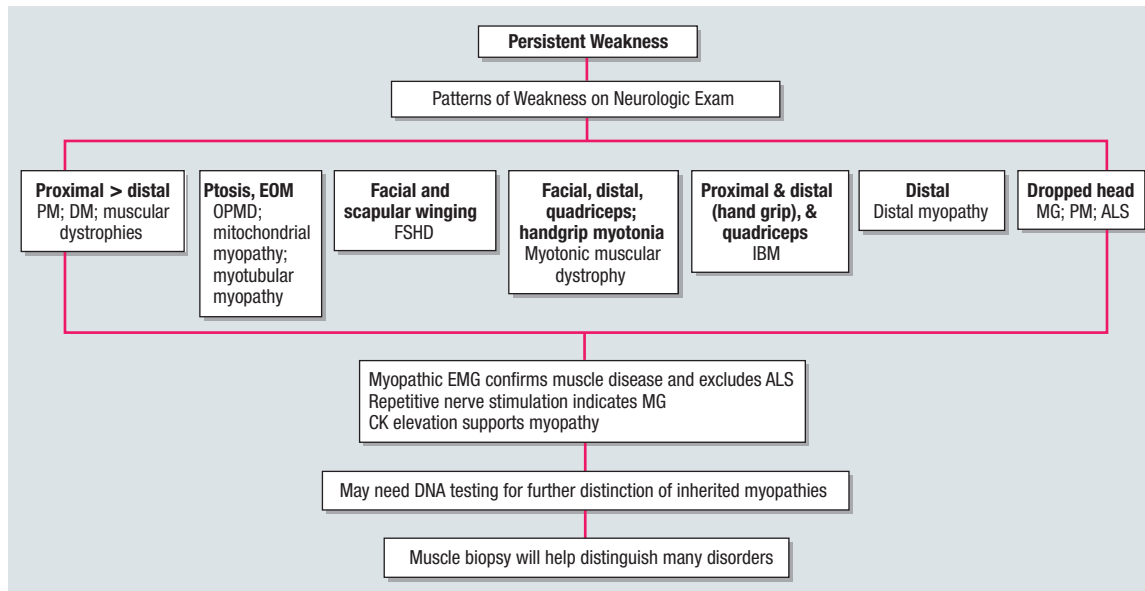 Persistent Weakness
Patterns of Weakness on Neurologic Exam
Proximal > distal
PM; DM; muscular
dystrophies
Ptosis, EOM
OPMD;
mitochondrial
myopathy;
myotubular
myopathy
Facial and
scapular winging
FSHD
Facial, distal,
quadriceps;
handgrip myotonia
Myotonic muscular
dystrophy
Proximal & distal
(hand grip), &
quadriceps
IBM
Distal
Distal myopathy
Dropped head
MG; PM; ALS
Myopathic EMG confirms muscle disease and excludes ALS
Repetitive nerve stimulation indicates MG
CK elevation supports myopathy
May need DNA testing for further distinction of inherited myopathies
Muscle biopsy will help distinguish many disorders